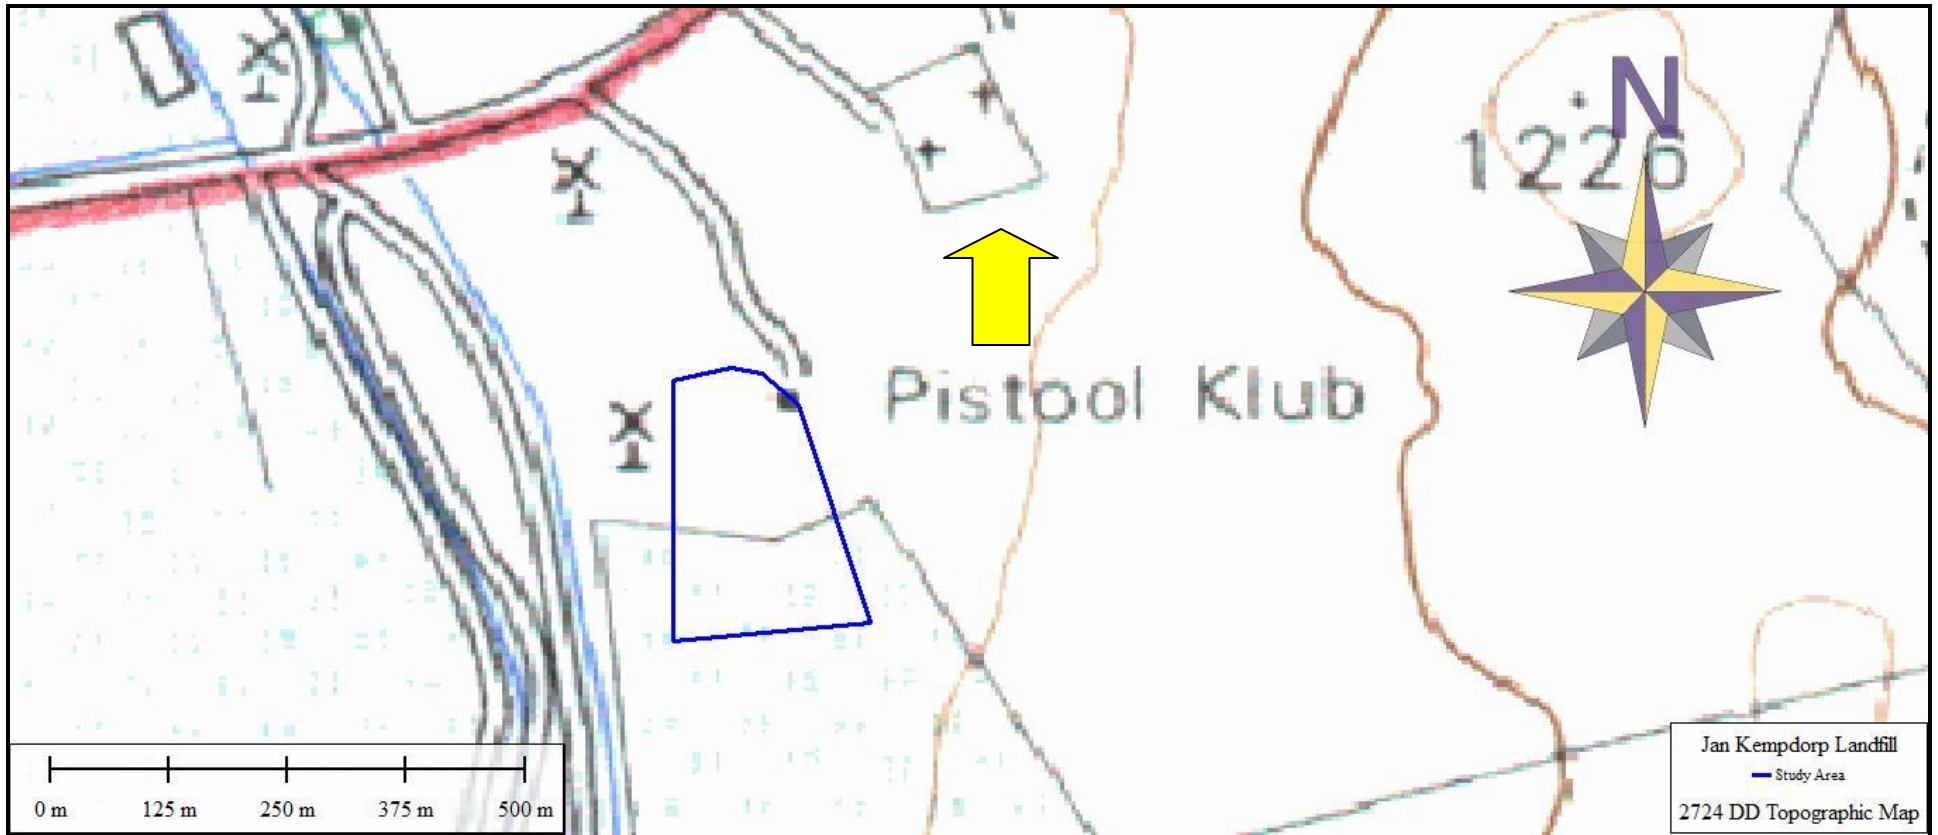 N
1226
Pistool Klub
0 m 125 m 250 m 375 m 500 m
Jan Kempdorp Landfill
Study Area
2724 DD Topographic Map